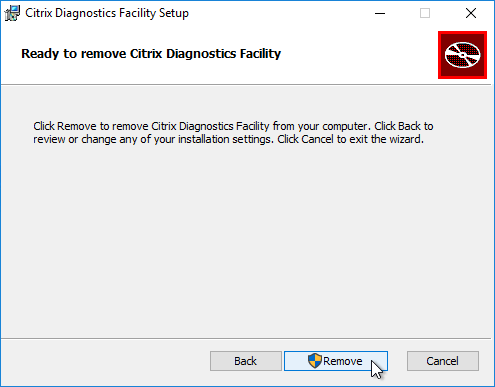 Citrix Diagnostics Facility Setup
Ready to remove Citrix Diagnostics Facility
Click Remove to remove Citrix Diagnostics Facility from your computer. Click Back to
review or change any of your installation settings. Click Cancel to exit the wizard.
Back
Remove
Cancel